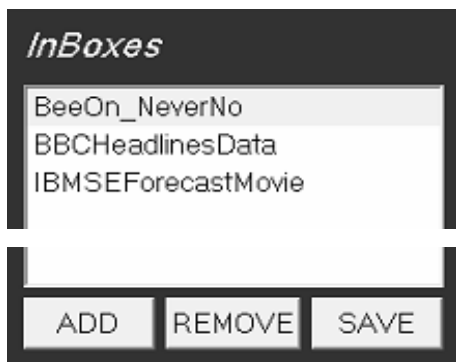 InBoxes
BeeOn_NeverNo
BBCHeadlinesData
IBMSEForecastMovie
ADD REMOVE SAVE